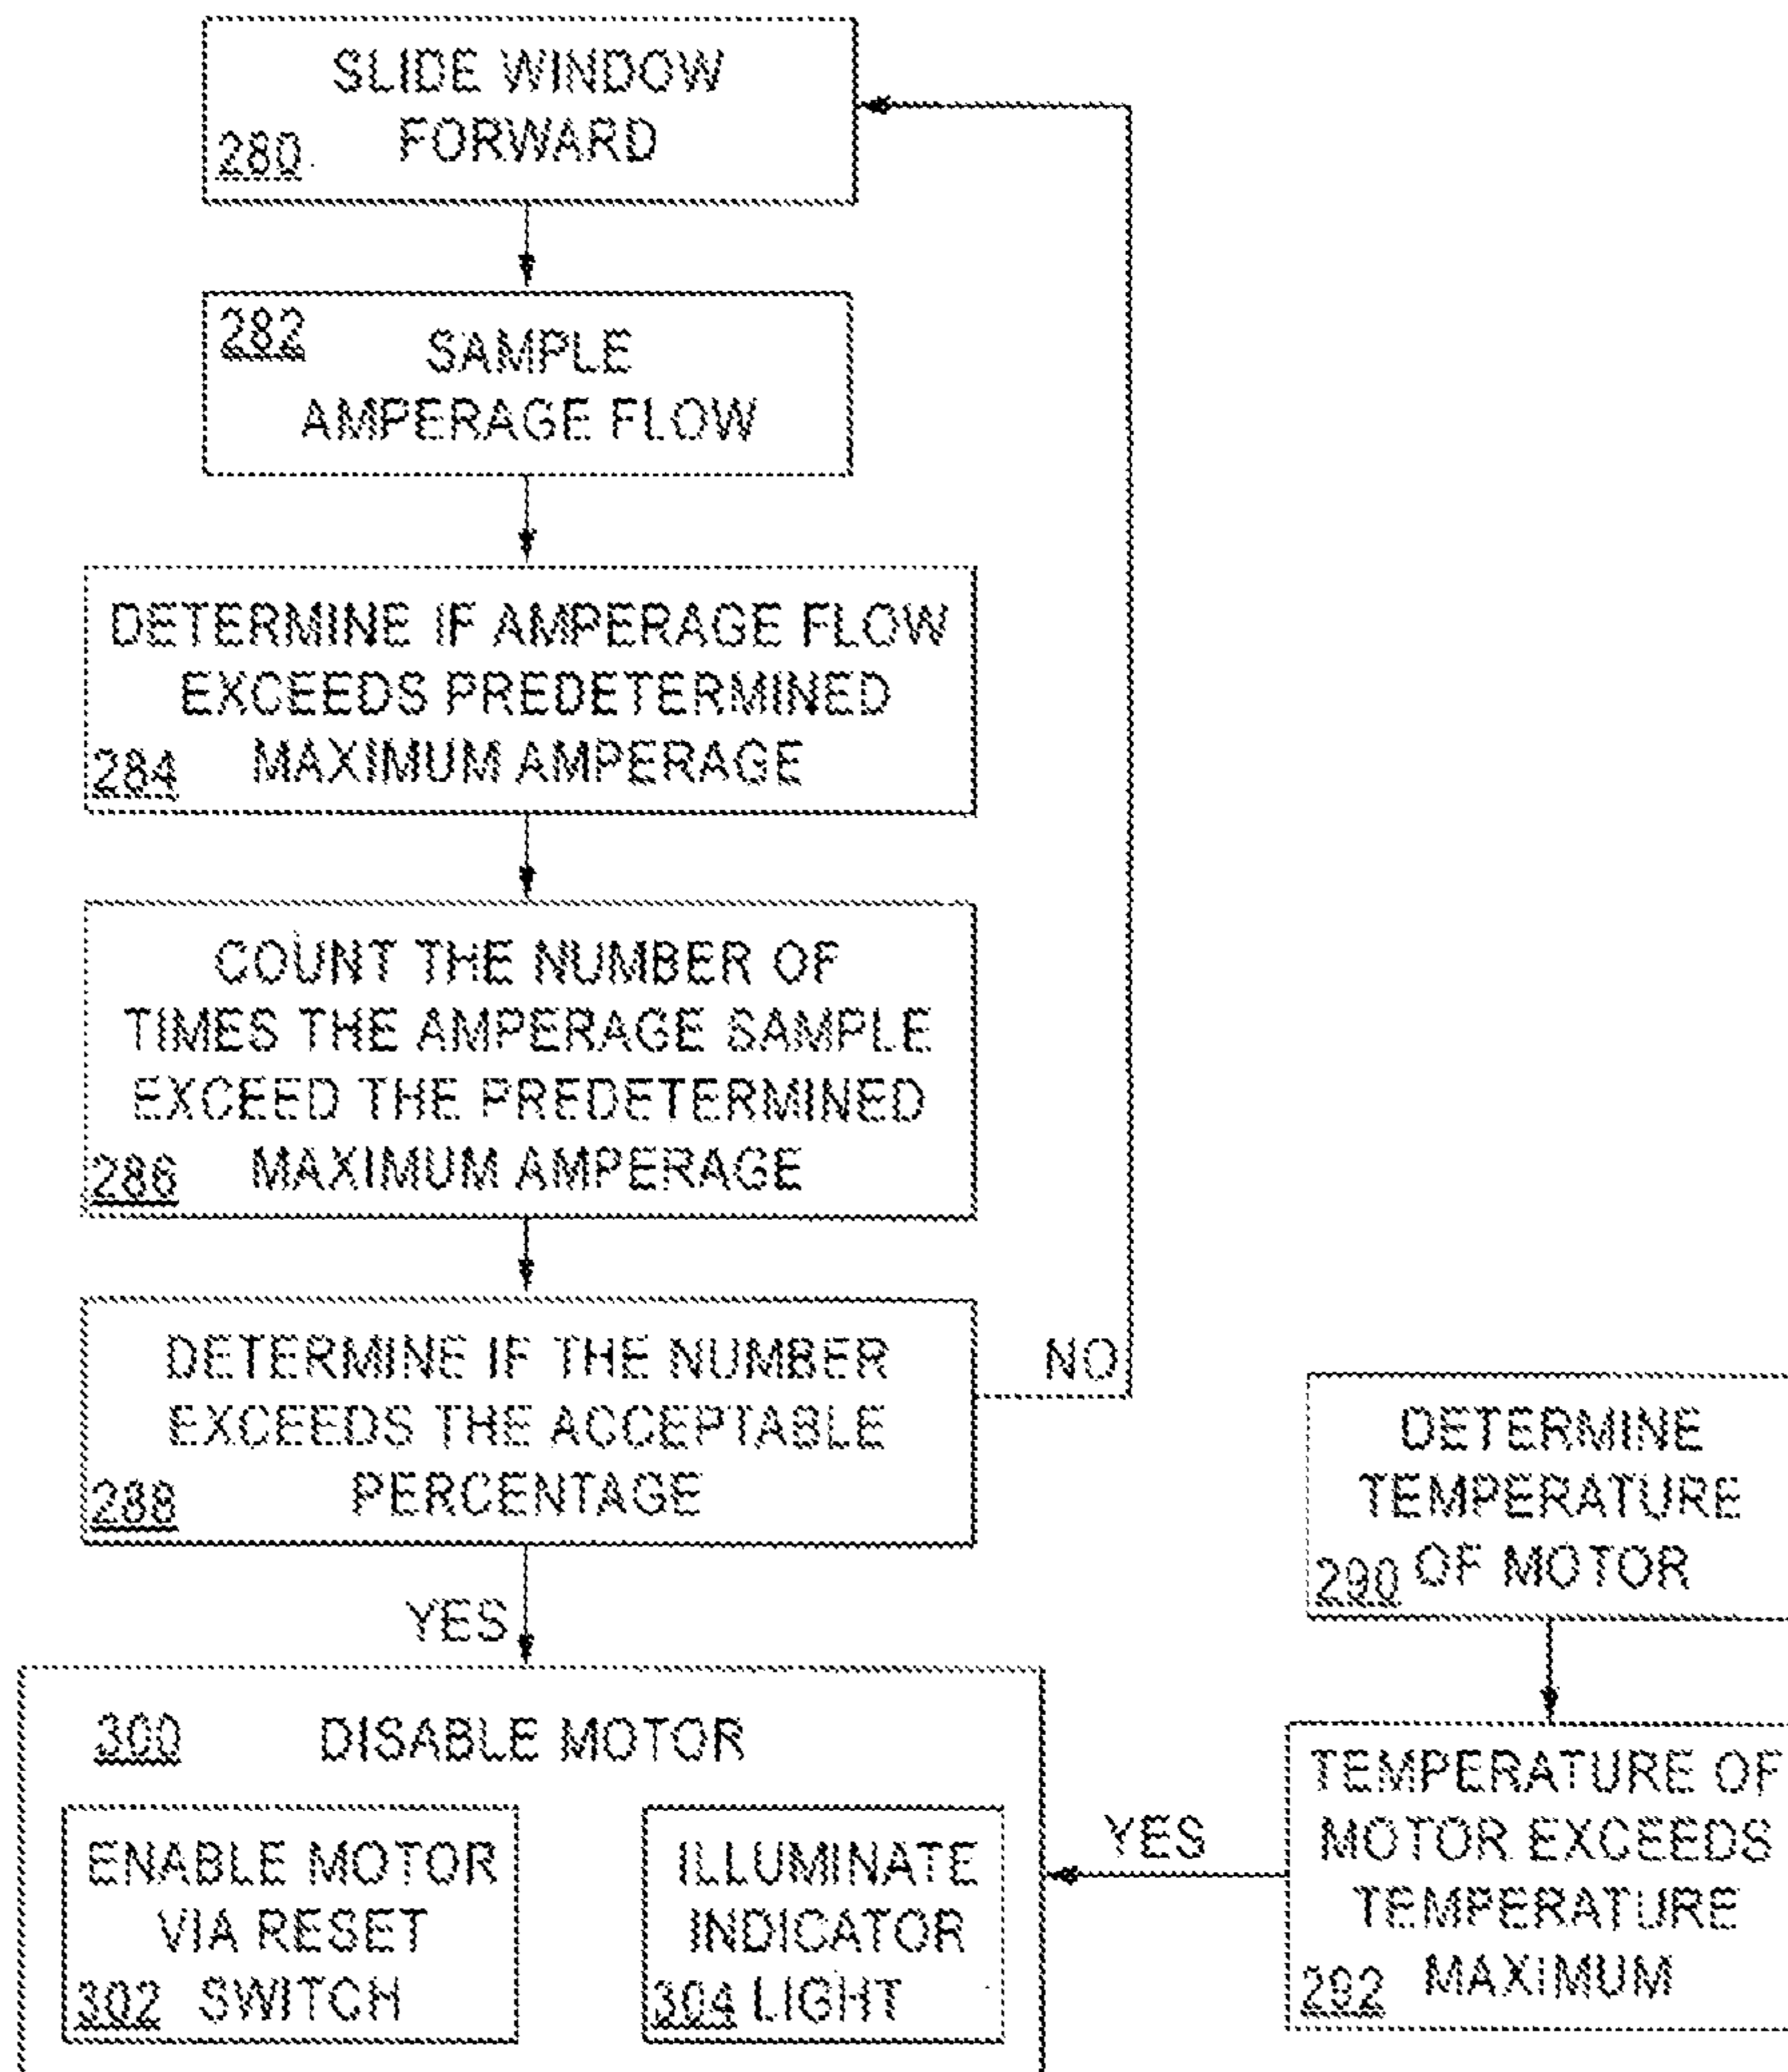 SLIDE WINDOW
FORWARD
280
282
SAMPLE
AMPERAGE FLOW
DETERMINE IF AMPERAGE FLOW
EXCEEDS PREDETERMINED
MAXIMUM AMPERAGE
284
COUNT THE NUMBER OF
TIMES THE AMPERAGE SAMPLE
EXCEED THE PREDETERMINED
MAXIMUM AMPERAGE
286
DETERMINE IF THE NUMBER
EXCEEDS THE ACCEPTABLE
PERCENTAGE
288
NO
YES
DETERMINE
TEMPERATURE
OF MOTOR
290
300 DISABLE MOTOR
ENABLE MOTOR
VIA RESET
SWITCH
302
ILLUMINATE
INDICATOR
LIGHT
304
YES
TEMPERATURE OF
MOTOR EXCEEDS
TEMPERATURE
MAXIMUM
292